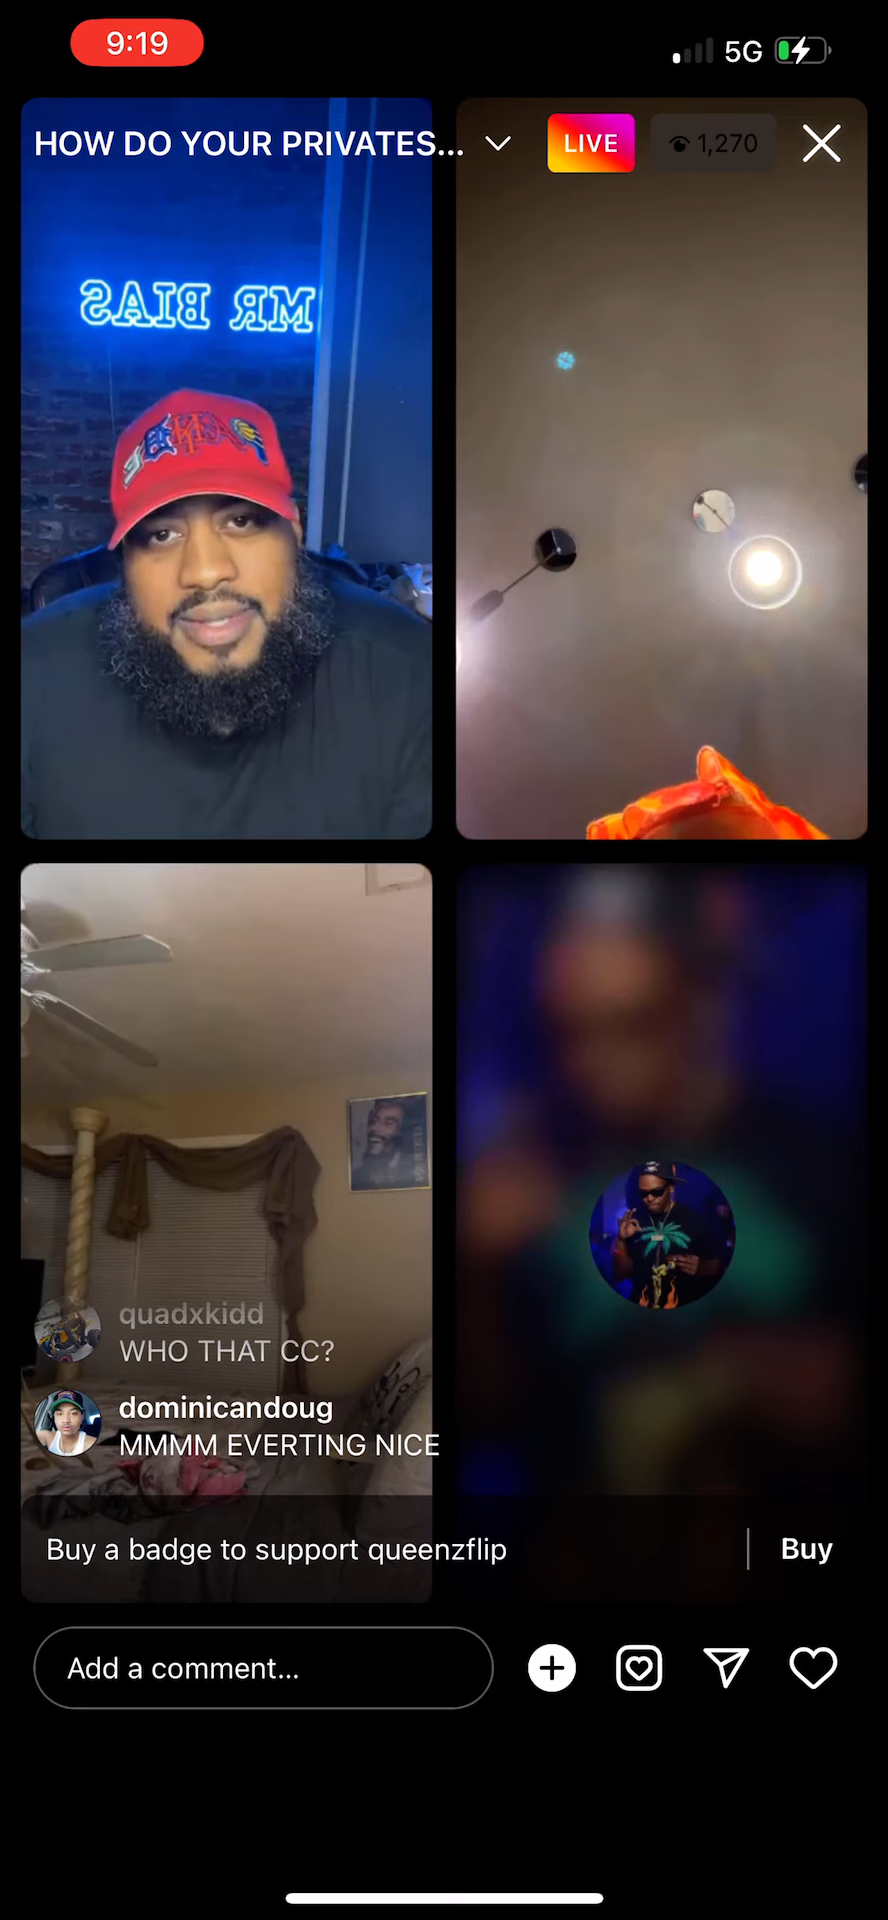 9:19
5G
HOW DO YOUR PRIVATES...
LIVE
1,270
MR BIAS
quadxkidd
WHO THAT CC?
dominicandoug
MMMM EVERTING NICE
Buy a badge to support queenzflip
Buy
Add a comment...